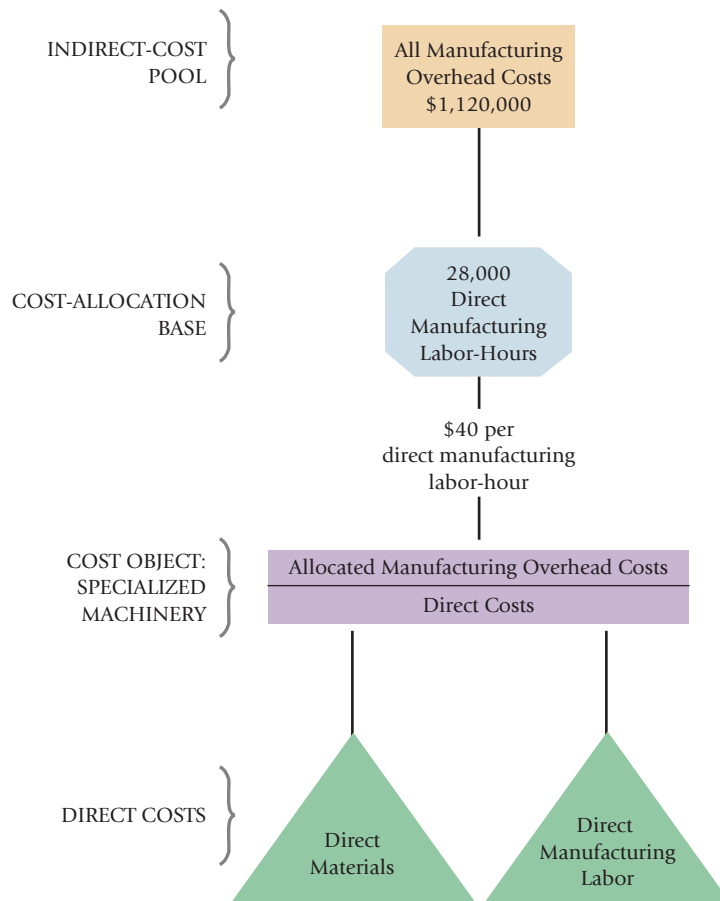 INDIRECT-COST
POOL
All Manufacturing
Overhead Costs
$1,120,000
COST-ALLOCATION
BASE
28,000
Direct
Manufacturing
Labor-Hours
$40 per
direct manufacturing
labor-hour
COST OBJECT:
SPECIALIZED
MACHINERY
Allocated Manufacturing Overhead Costs
Direct Costs
DIRECT COSTS
Direct
Materials
Direct
Manufacturing
Labor